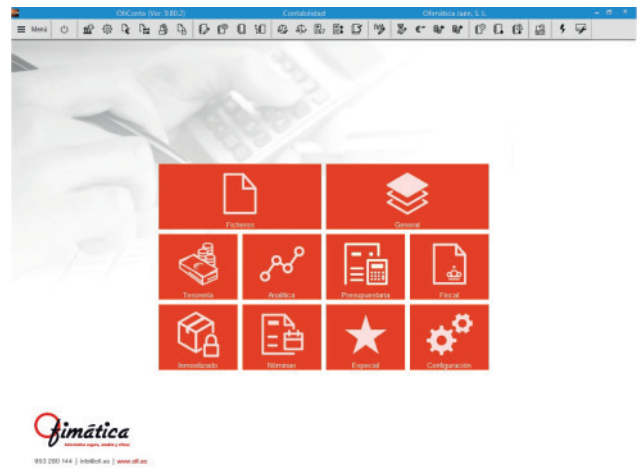 OfiConta (Ver. 9.80.2) Contabilidad Ofimática Jaén, S. L.
Menú
Ficheros General
Tesorería Analítica Presupuestaria Fiscal
Inmovilizado Nóminas Especial Configuración
Ofimática
953 280 144 | info@ofi.es | www.ofi.es